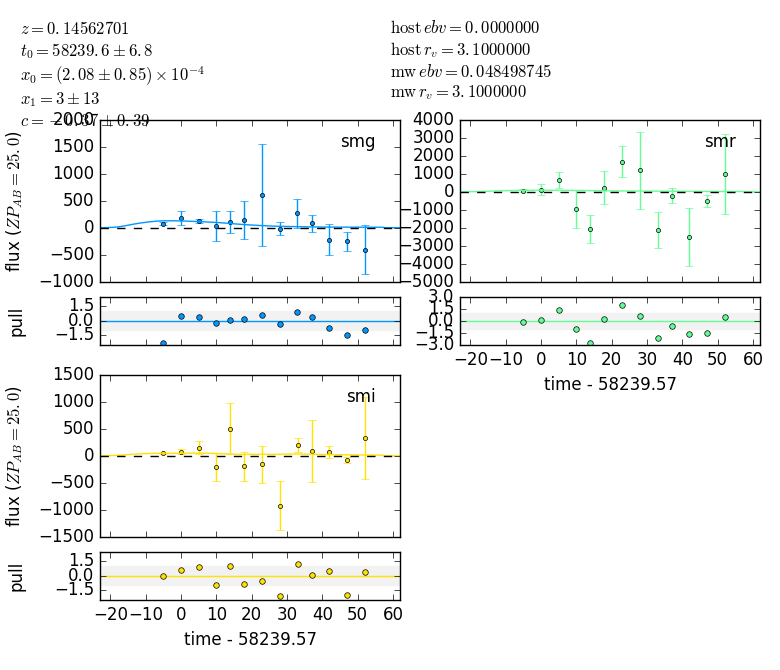 z = 0.14562701
t₀ = 58239.6 ± 6.8
x₀ = (2.08 ± 0.85) × 10⁻⁴
x₁ = 3 ± 13
c = −0.37 ± 0.39
host ebv = 0.0000000
host r_v = 3.1000000
mw ebv = 0.048498745
mw r_v = 3.1000000
smg
flux (ZP_AB = 25.0)
2000
1500
1000
500
0
−500
−1000
pull
1.5
0.0
−1.5
smr
4000
3000
2000
1000
0
−1000
−2000
−3000
−4000
−5000
3.0
1.5
0.0
−1.5
−3.0
−20 −10 0 10 20 30 40 50 60
time - 58239.57
smi
flux (ZP_AB = 25.0)
1500
1000
500
0
−500
−1000
−1500
pull
1.5
0.0
−1.5
−20 −10 0 10 20 30 40 50 60
time - 58239.57